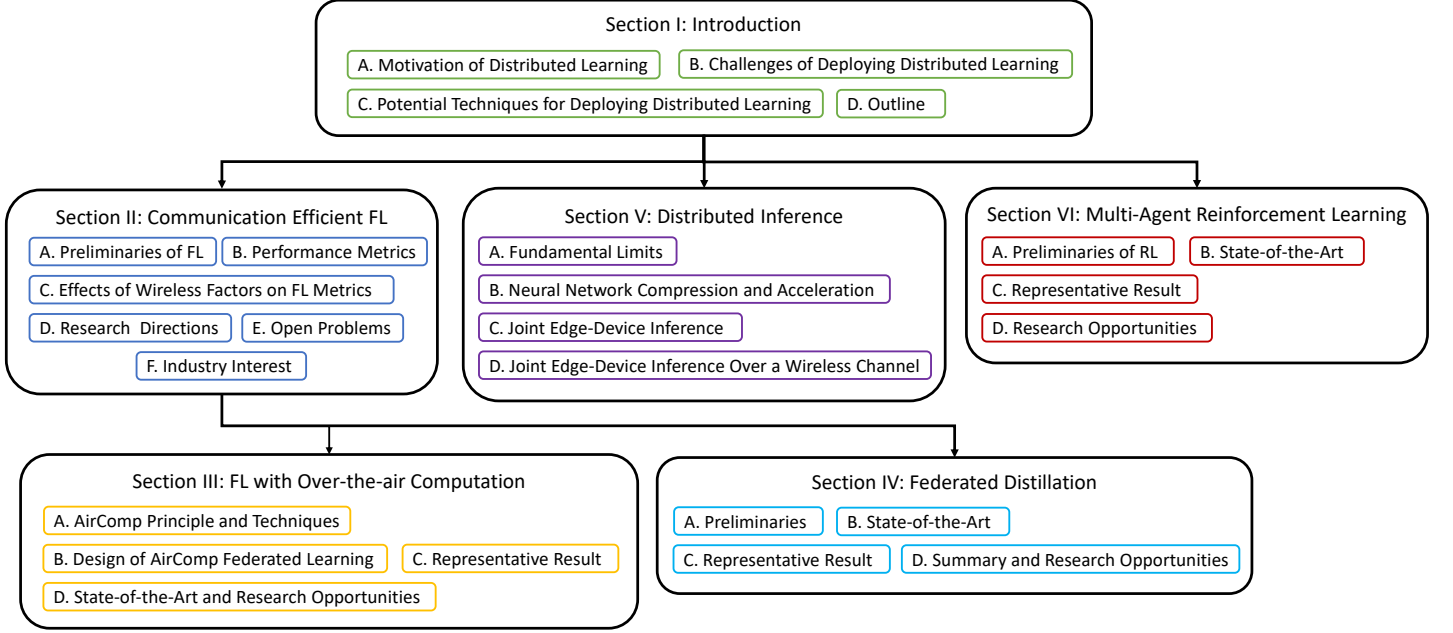 Section I: Introduction
A. Motivation of Distributed Learning
B. Challenges of Deploying Distributed Learning
C. Potential Techniques for Deploying Distributed Learning
D. Outline
Section II: Communication Efficient FL
A. Preliminaries of FL
B. Performance Metrics
C. Effects of Wireless Factors on FL Metrics
D. Research Directions
E. Open Problems
F. Industry Interest
Section V: Distributed Inference
A. Fundamental Limits
B. Neural Network Compression and Acceleration
C. Joint Edge-Device Inference
D. Joint Edge-Device Inference Over a Wireless Channel
Section VI: Multi-Agent Reinforcement Learning
A. Preliminaries of RL
B. State-of-the-Art
C. Representative Result
D. Research Opportunities
Section III: FL with Over-the-air Computation
A. AirComp Principle and Techniques
B. Design of AirComp Federated Learning
C. Representative Result
D. State-of-the-Art and Research Opportunities
Section IV: Federated Distillation
A. Preliminaries
B. State-of-the-Art
C. Representative Result
D. Summary and Research Opportunities